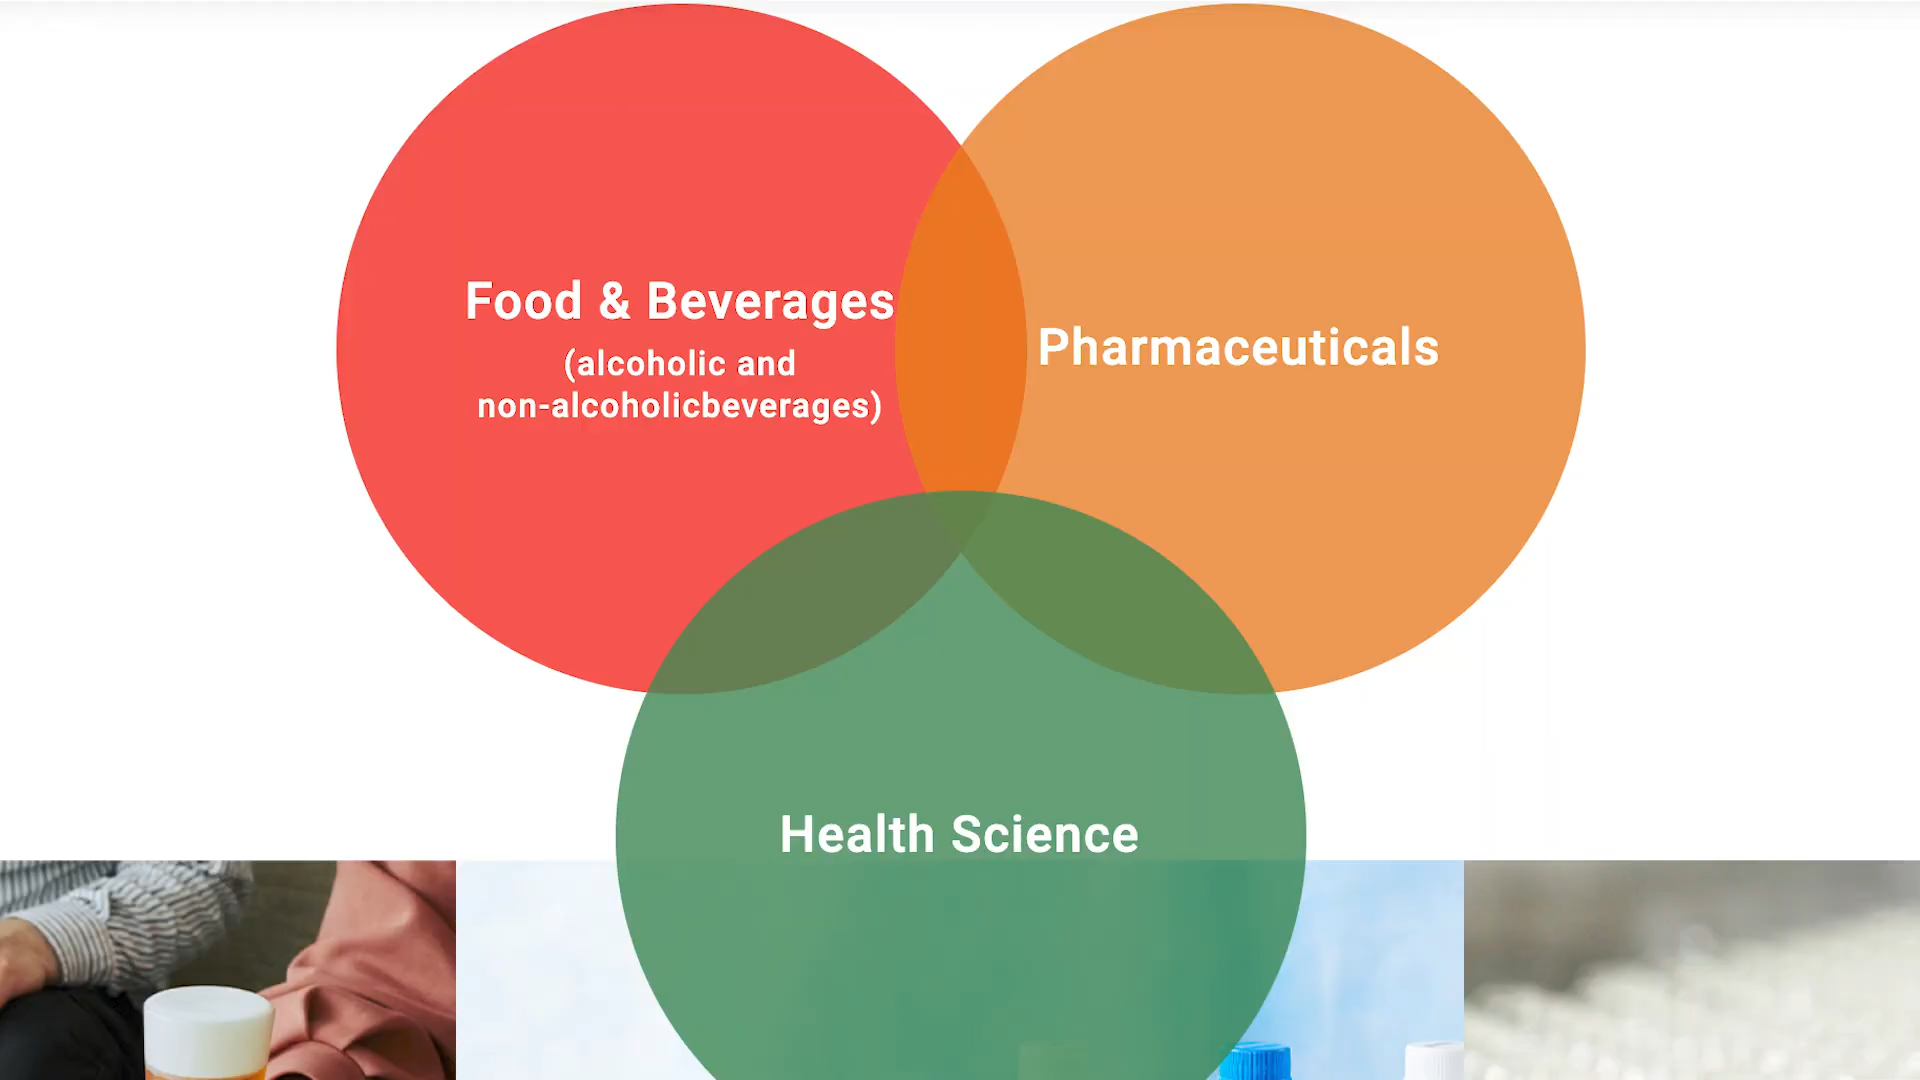 Food & Beverages
(alcoholic and
non-alcoholicbeverages)
Pharmaceuticals
Health Science